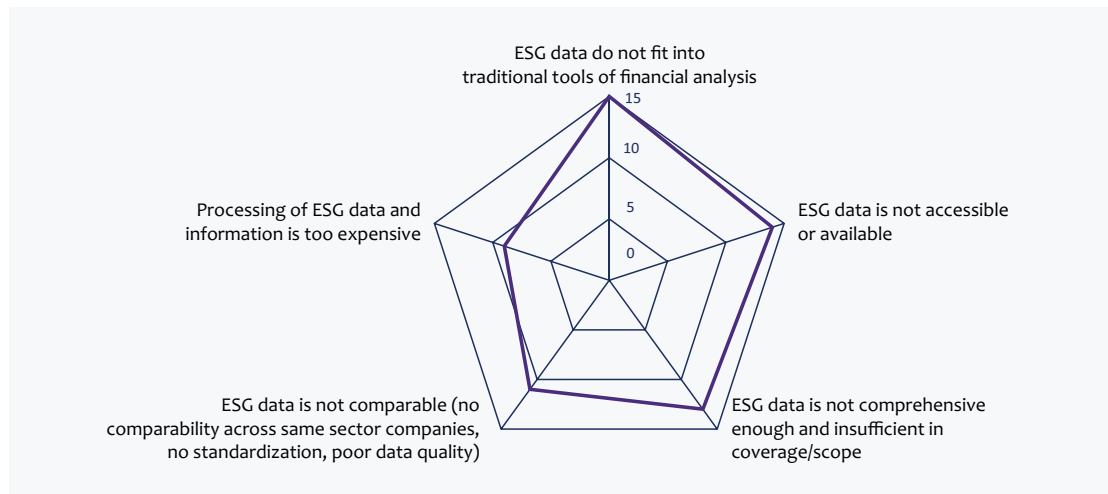 ESG data do not fit into
traditional tools of financial analysis
15
10
5
0
ESG data is not accessible
or available
Processing of ESG data and
information is too expensive
ESG data is not comparable (no
comparability across same sector companies,
no standardization, poor data quality)
ESG data is not comprehensive
enough and insufficient in
coverage/scope